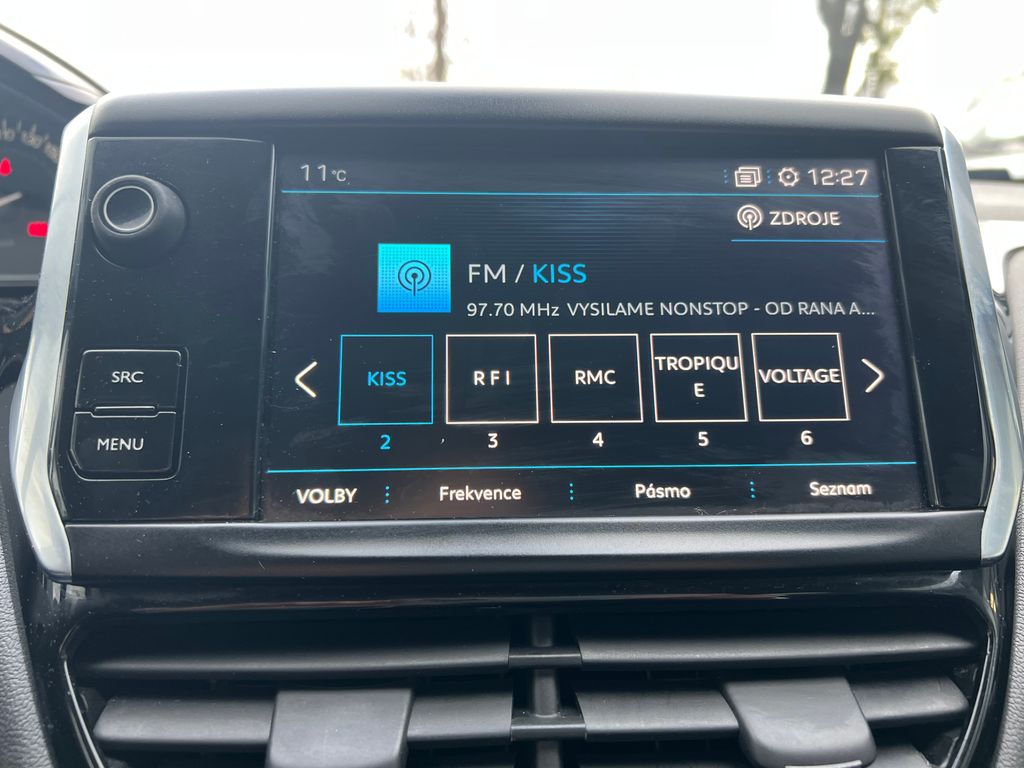 11°C
12:27
ZDROJE
FM / KISS
97.70 MHz VYSILAME NONSTOP - OD RANA A...
SRC
MENU
KISS
R F I
RMC
TROPIQU
E
VOLTAGE
2
3
4
5
6
VOLBY
Frekvence
Pásmo
Seznam